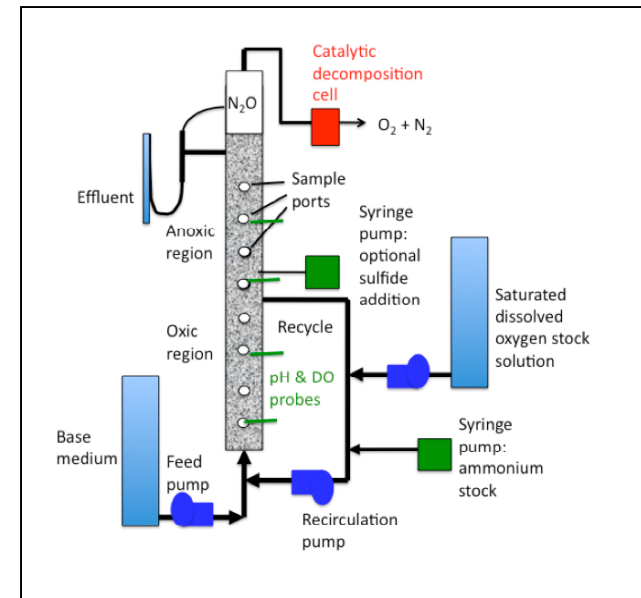 Catalytic
decomposition
cell
N₂O
O₂ + N₂
Sample
ports
Effluent
Anoxic
region
Syringe
pump:
optional
sulfide
addition
Saturated
dissolved
oxygen stock
solution
Oxic
region
Recycle
pH & DO
probes
Base
medium
Feed
pump
Syringe
pump:
ammonium
stock
Recirculation
pump